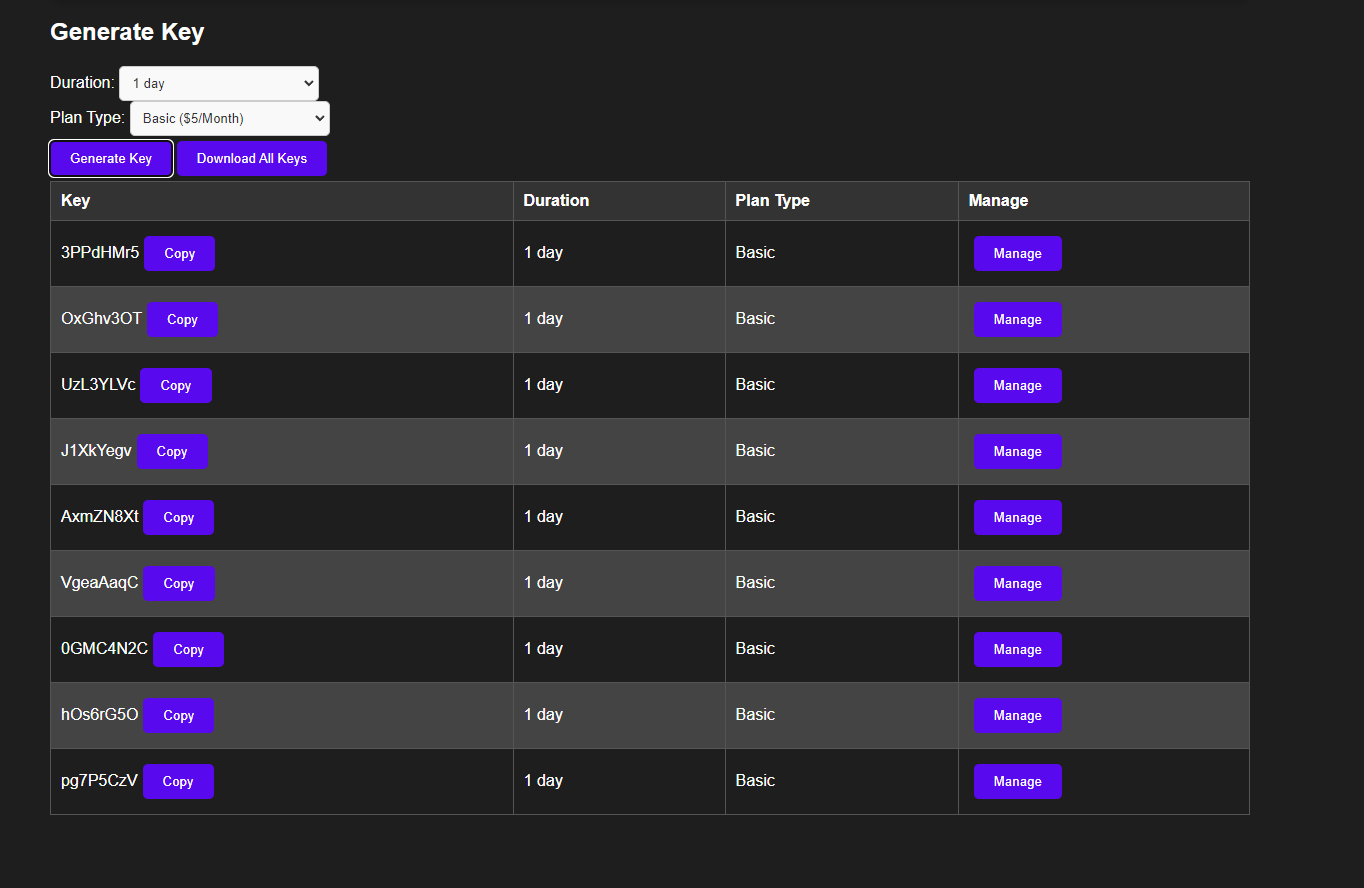 Generate Key
Duration: 1 day
Plan Type: Basic ($5/Month)
Generate Key Download All Keys
Key Duration Plan Type Manage
3PPdHMr5 Copy 1 day Basic Manage
OxGhv3OT Copy 1 day Basic Manage
UzL3YLVc Copy 1 day Basic Manage
J1XkYegv Copy 1 day Basic Manage
AxmZN8Xt Copy 1 day Basic Manage
VgeaAaqC Copy 1 day Basic Manage
0GMC4N2C Copy 1 day Basic Manage
hOs6rG5O Copy 1 day Basic Manage
pg7P5CzV Copy 1 day Basic Manage